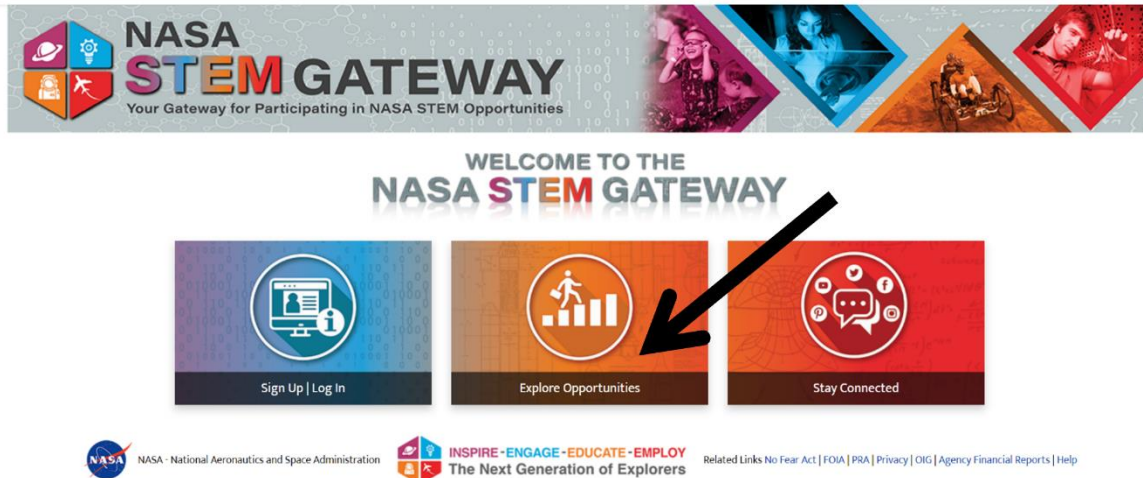 NASA
STEM GATEWAY
Your Gateway for Participating in NASA STEM Opportunities
WELCOME TO THE
NASA STEM GATEWAY
Sign Up | Log In
Explore Opportunities
Stay Connected
NASA
NASA - National Aeronautics and Space Administration
INSPIRE - ENGAGE - EDUCATE - EMPLOY
The Next Generation of Explorers
Related Links No Fear Act | FOIA | PRA | Privacy | OIG | Agency Financial Reports | Help